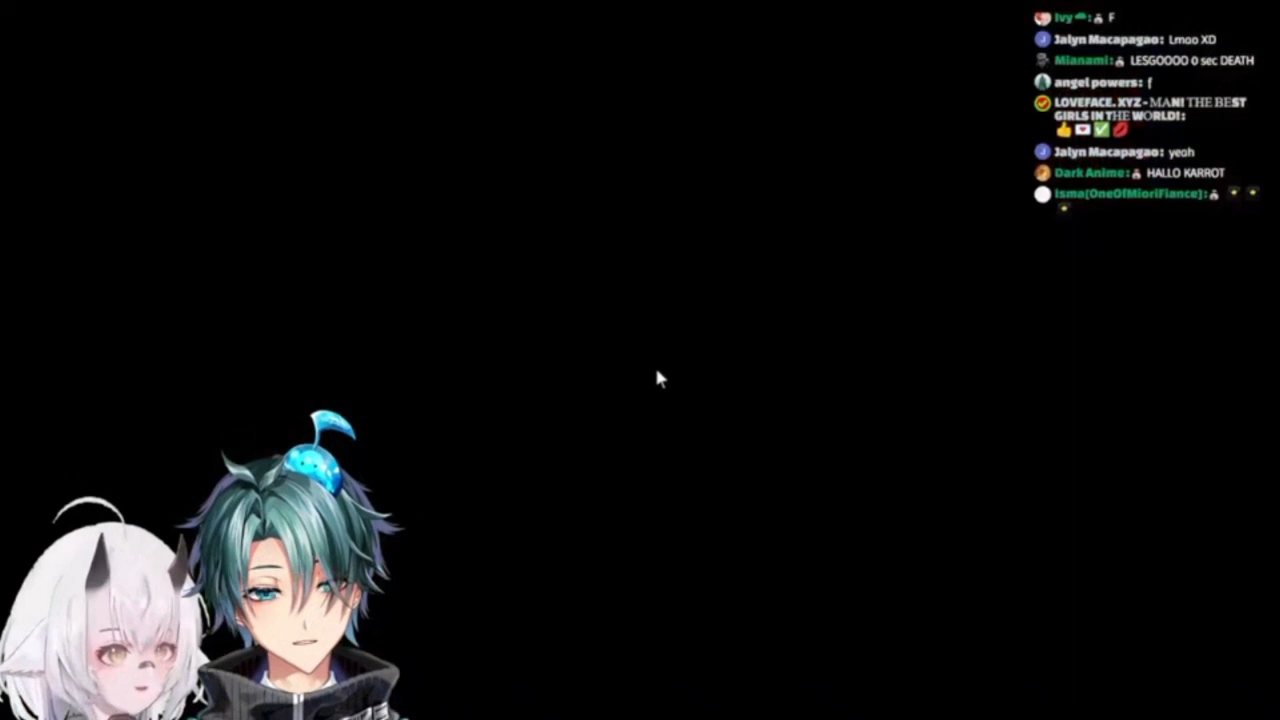 Ivy: F
Jalyn Macapagao: Lmao XD
Mianami: LESGOOOO 0 sec DEATH
angel powers: f
LOVEFACE. XYZ - MANI THE BEST
GIRLS IN THE WORLD!:
👍 💌 ✅ 💋
Jalyn Macapagao: yeah
Dark Anime: HALLO KARROT
isma[OneOfMioriFiance]: